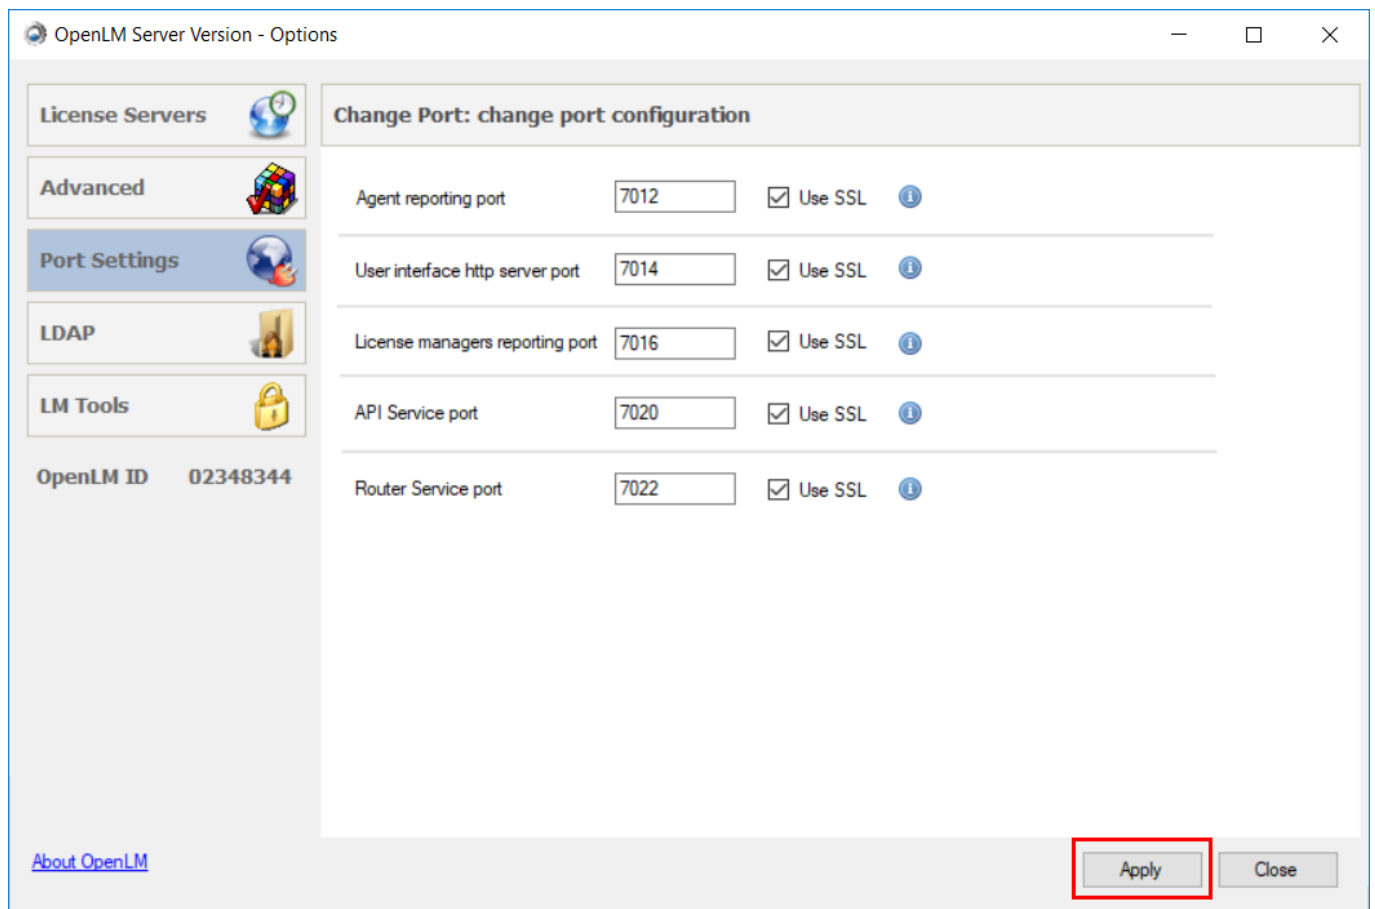 OpenLM Server Version - Options
License Servers
Advanced
Port Settings
LDAP
LM Tools
OpenLM ID 02348344
About OpenLM
Change Port: change port configuration
Agent reporting port 7012 Use SSL
User interface http server port 7014 Use SSL
License managers reporting port 7016 Use SSL
API Service port 7020 Use SSL
Router Service port 7022 Use SSL
Apply Close